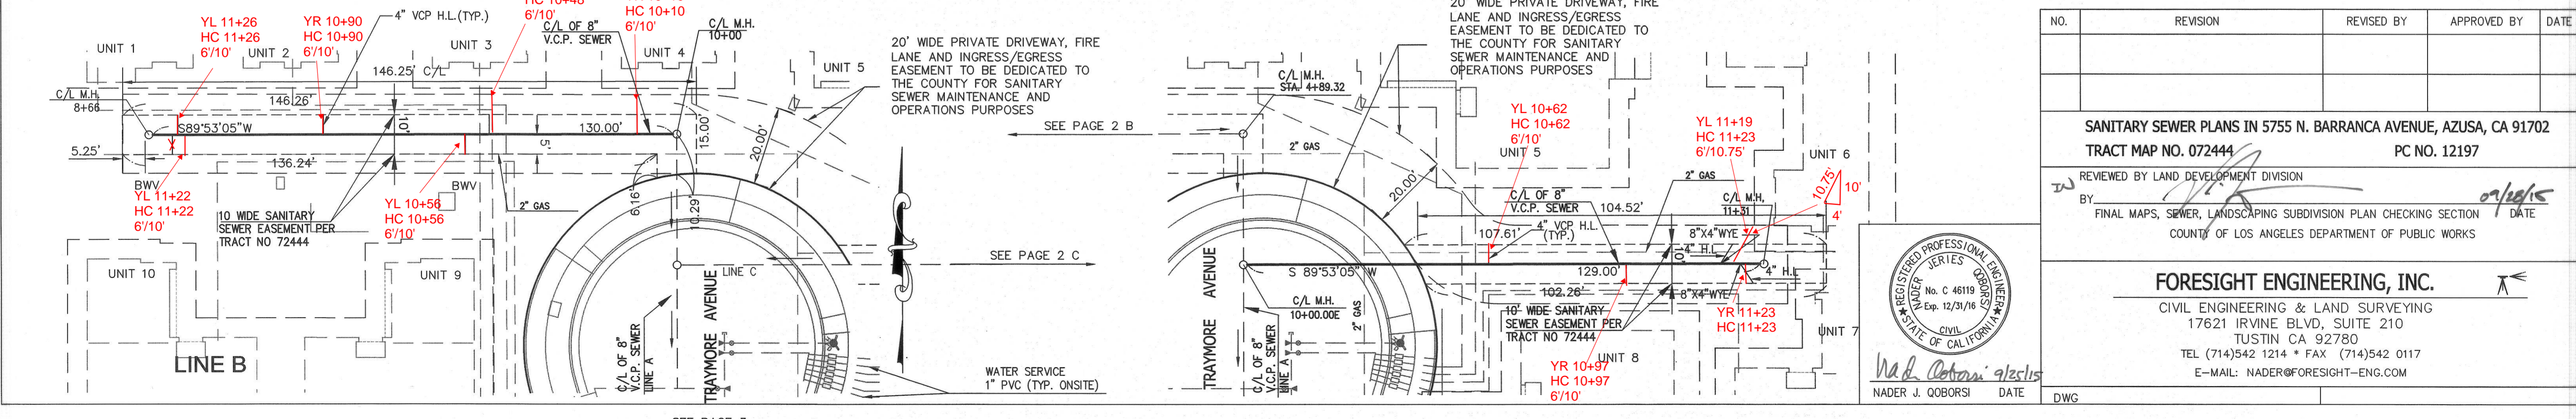 YL 11+26
HC 11+26
6'/10'
YR 10+90
HC 10+90
6'/10'
4" VCP H.L.(TYP.)
6'/10'
C/L OF 8"
V.C.P. SEWER
HC 10+10
6'/10'
C/L M.H.
10+00
UNIT 1
UNIT 2
UNIT 3
UNIT 4
UNIT 5
146.25' C/L
C/L M.H.
8+66
146.26'
S89°53'05"W
10'
130.00'
15.00'
20.00'
5.25'
136.24'
5'
X
BWV
YL 11+22
HC 11+22
6'/10'
10 WIDE SANITARY
SEWER EASEMENT PER
TRACT NO 72444
BWV
YL 10+56
HC 10+56
6'/10'
2" GAS
6.16'
10.29'
UNIT 10
UNIT 9
LINE B
LINE C
C/L OF 8"
V.C.P. SEWER
LINE A
TRAYMORE AVENUE
20' WIDE PRIVATE DRIVEWAY, FIRE
LANE AND INGRESS/EGRESS
EASEMENT TO BE DEDICATED TO
THE COUNTY FOR SANITARY
SEWER MAINTENANCE AND
OPERATIONS PURPOSES
SEE PAGE 2 B
SEE PAGE 2 C
WATER SERVICE
1" PVC (TYP. ONSITE)
20' WIDE PRIVATE DRIVEWAY, FIRE
LANE AND INGRESS/EGRESS
EASEMENT TO BE DEDICATED TO
THE COUNTY FOR SANITARY
SEWER MAINTENANCE AND
OPERATIONS PURPOSES
C/L M.H.
STA. 4+89.32
2" GAS
20.00'
YL 10+62
HC 10+62
6'/10'
UNIT 5
YL 11+19
HC 11+23
6'/10.75'
UNIT 6
10.75'
10'
4'
2" GAS
C/L OF 8"
V.C.P. SEWER
104.52'
C/L M.H.
11+31
107.61'
4" VCP H.L.
(TYP.)
8"X4"WYE
4" H.L.
10'
S 89°53'05" W
129.00'
4" H.L.
102.26'
8"X4"WYE
C/L M.H.
10+00.00E
10' WIDE SANITARY
SEWER EASEMENT PER
TRACT NO 72444
YR 11+23
HC 11+23
UNIT 7
UNIT 8
YR 10+97
HC 10+97
6'/10'
TRAYMORE AVENUE
C/L OF 8"
V.C.P. SEWER
LINE A
2" GAS
REGISTERED PROFESSIONAL ENGINEER
NADER JERIES QOBORSI
No. C 46119
Exp. 12/31/16
CIVIL
STATE OF CALIFORNIA
Nader Qoborsi 9/25/15
NADER J. QOBORSI DATE
NO. REVISION REVISED BY APPROVED BY DATE
SANITARY SEWER PLANS IN 5755 N. BARRANCA AVENUE, AZUSA, CA 91702
TRACT MAP NO. 072444 PC NO. 12197
REVIEWED BY LAND DEVELOPMENT DIVISION
BY 09/28/15
FINAL MAPS, SEWER, LANDSCAPING SUBDIVISION PLAN CHECKING SECTION DATE
COUNTY OF LOS ANGELES DEPARTMENT OF PUBLIC WORKS
FORESIGHT ENGINEERING, INC.
CIVIL ENGINEERING & LAND SURVEYING
17621 IRVINE BLVD, SUITE 210
TUSTIN CA 92780
TEL (714)542 1214 * FAX (714)542 0117
E-MAIL: NADER@FORESIGHT-ENG.COM
DWG